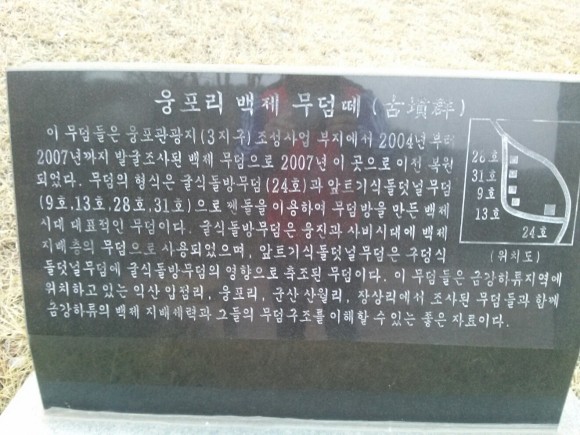 웅포리 백제 무덤떼 (古墳群)
이 무덤들은 웅포관광지(3지구) 조성사업 부지에서 2004년 부터
2007년까지 발굴조사된 백제 무덤으로 2007년 이 곳으로 이전 복원
되었다. 무덤의 형식은 굴식돌방무덤(24호)과 앞트기식돌덧널무덤
(9호,13호,28호,31호)으로 깬돌을 이용하여 무덤방을 만든 백제
시대 대표적인 무덤이다. 굴식돌방무덤은 웅진과 사비시대에 백제
지배층의 무덤으로 사용되었으며, 앞트기식돌덧널무덤은 구덩식
돌덧널무덤에 굴식돌방무덤의 영향으로 축조된 무덤이다. 이 무덤들은 금강하류지역에
위치하고 있는 익산 입점리, 웅포리, 군산 산월리, 장상리에서 조사된 무덤들과 함께
금강하류의 백제 지배세력과 그들의 무덤구조를 이해할 수 있는 좋은 자료이다.
28호
31호
9호
13호
24호
(위치도)